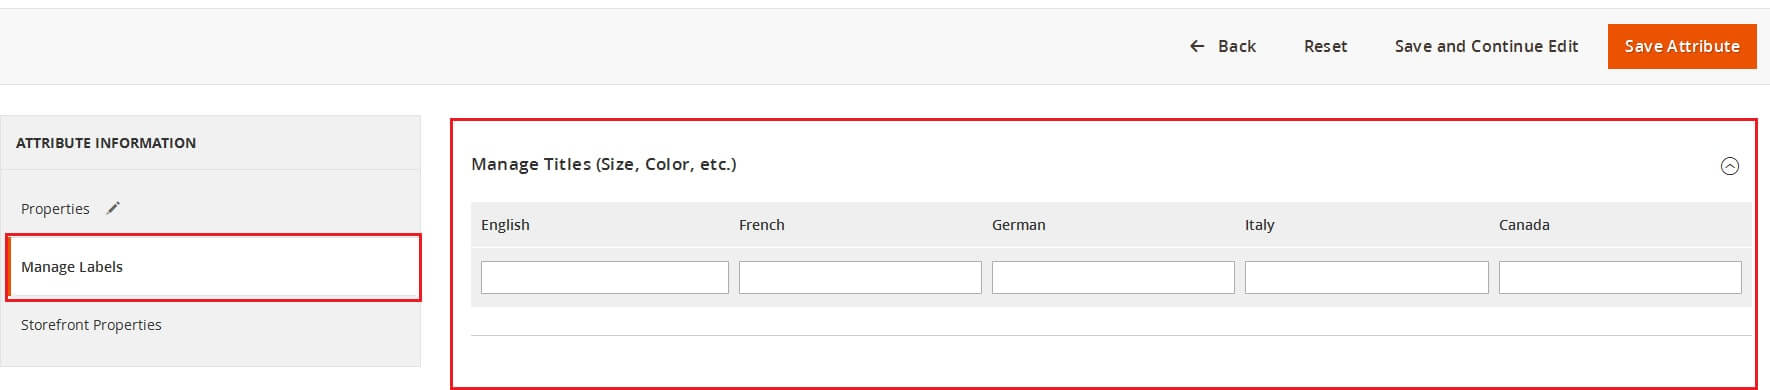 Back Reset Save and Continue Edit Save Attribute
ATTRIBUTE INFORMATION
Properties
Manage Labels
Storefront Properties
Manage Titles (Size, Color, etc.)
English French German Italy Canada